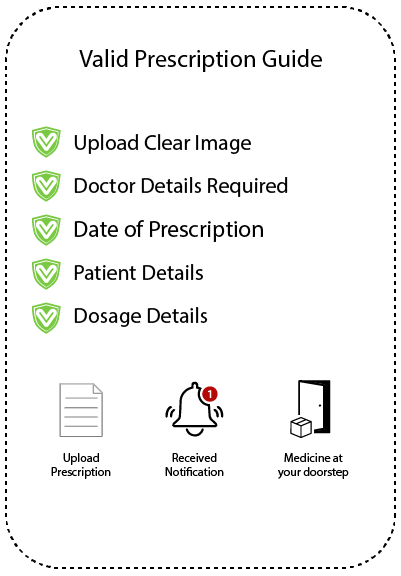 Valid Prescription Guide
Upload Clear Image
Doctor Details Required
Date of Prescription
Patient Details
Dosage Details
1
Upload
Prescription
Received
Notification
Medicine at
your doorstep